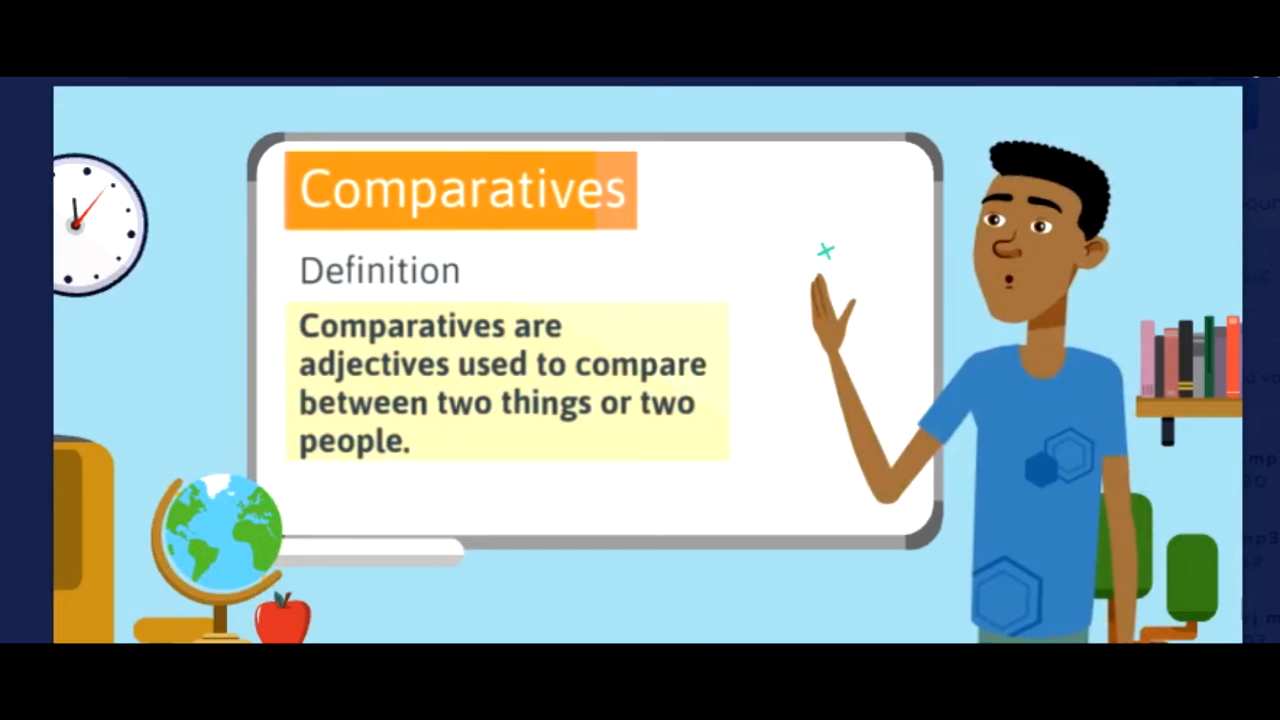 Comparatives
Definition
Comparatives are
adjectives used to compare
between two things or two
people.